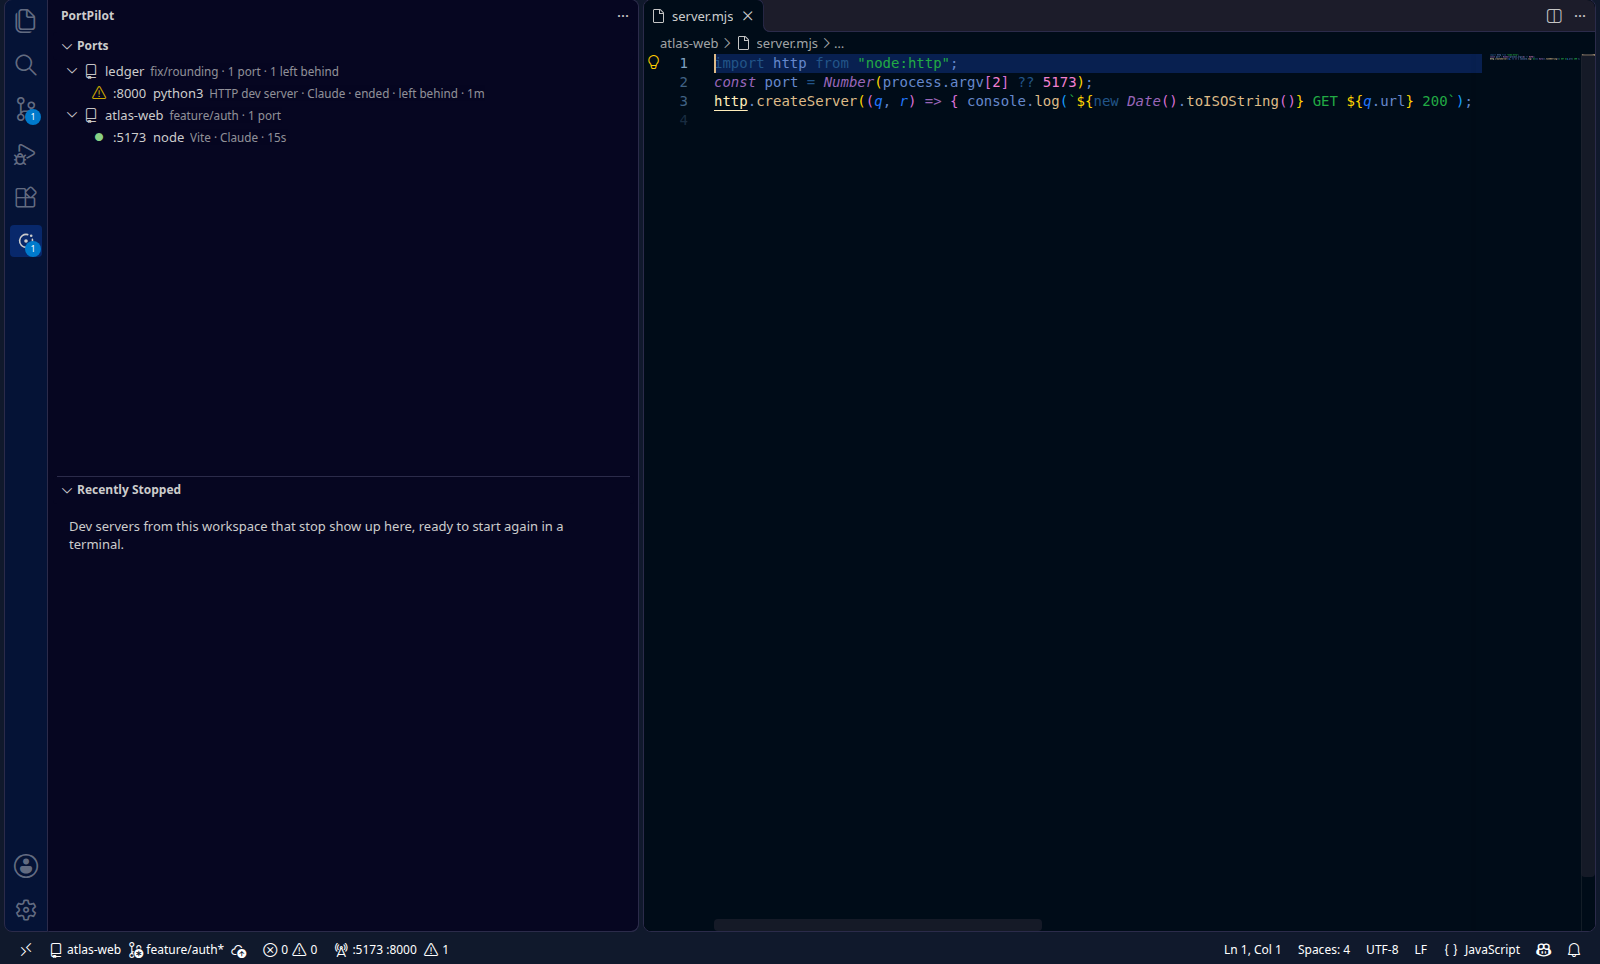 PortPilot
Ports
ledger fix/rounding · 1 port · 1 left behind
:8000 python3 HTTP dev server · Claude · ended · left behind · 1m
atlas-web feature/auth · 1 port
:5173 node Vite · Claude · 15s
1
1
Recently Stopped
Dev servers from this workspace that stop show up here, ready to start again in a
terminal.
server.mjs
atlas-web > server.mjs > ...
1 import http from "node:http";
2 const port = Number(process.argv[2] ?? 5173);
3 http.createServer((q, r) => { console.log(`${new Date().toISOString()} GET ${q.url} 200`);
4
atlas-web feature/auth* 0 0 :5173 :8000 1
Ln 1, Col 1 Spaces: 4 UTF-8 LF { } JavaScript